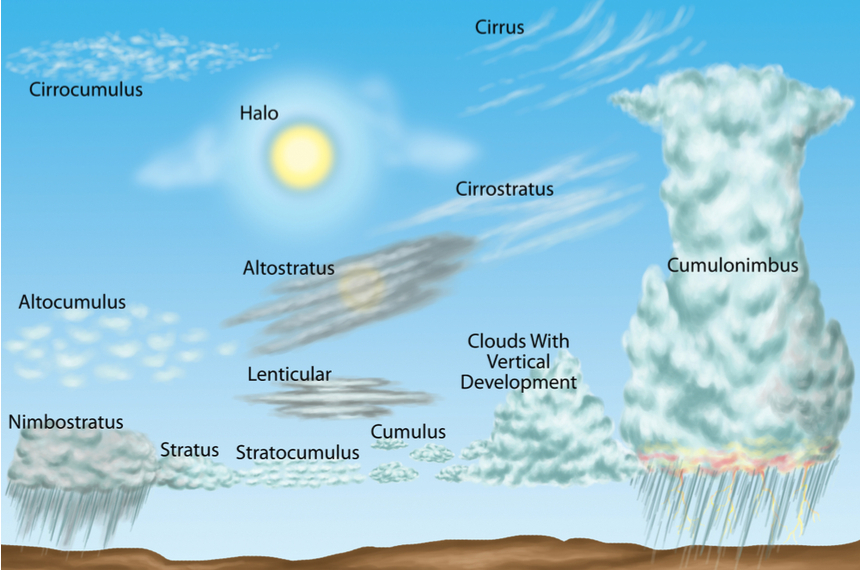 Cirrus
Cirrocumulus
Halo
Cirrostratus
Altostratus
Cumulonimbus
Altocumulus
Clouds With
Vertical
Development
Lenticular
Nimbostratus
Cumulus
Stratus
Stratocumulus